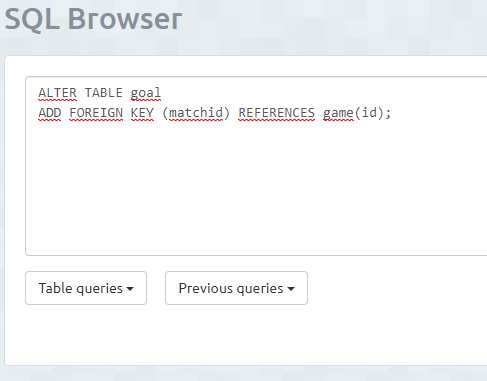 SQL Browser
ALTER TABLE goal
ADD FOREIGN KEY (matchid) REFERENCES game(id);
Table queries
Previous queries